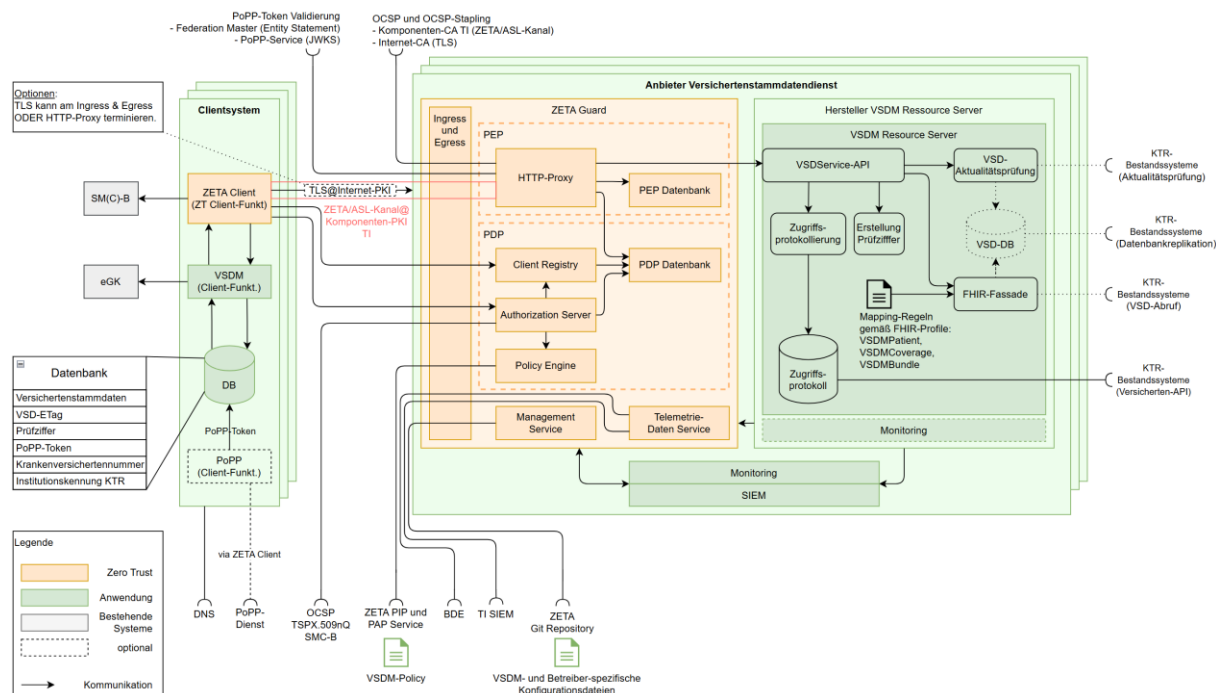 PoPP-Token Validierung
- Federation Master (Entity Statement)
- PoPP-Service (JWKS)
OCSP und OCSP-Stapling
- Komponenten-CA TI (ZETA/ASL-Kanal)
- Internet-CA (TLS)
Optionen:
TLS kann am Ingress & Egress
ODER HTTP-Proxy terminieren.
Clientsystem
Anbieter Versichertenstammdatendienst
Ingress
und
Egress
ZETA Guard
PEP
HTTP-Proxy
PEP Datenbank
Hersteller VSDM Ressource Server
VSDM Resource Server
VSDService-API
VSD-
Aktualitätsprüfung
KTR-
Bestandssysteme
(Aktualitätsprüfung)
SM(C)-B
ZETA Client
(ZT Client-Funkt)
TLS@Internet-PKI
ZETA/ASL-Kanal@
Komponenten-PKI
TI
Zugriffs-
protokollierung
Erstellung
Prüfzifffer
VSD-DB
KTR-
Bestandssysteme
(Datenbankreplikation)
PDP
Client Registry
PDP Datenbank
eGK
VSDM
(Client-Funkt.)
FHIR-Fassade
KTR-
Bestandssysteme
(VSD-Abruf)
Authorization Server
Mapping-Regeln
gemäß FHIR-Profile:
VSDMPatient,
VSDMCoverage,
VSDMBundle
Policy Engine
Zugriffs-
protokoll
KTR-
Bestandssysteme
(Versicherten-API)
Datenbank
Versichertenstammdaten
VSD-ETag
Prüfziffer
PoPP-Token
Krankenversichertennummer
Institutionskennung KTR
DB
PoPP-Token
PoPP
(Client-Funkt.)
Management
Service
Telemetrie-
Daten Service
Monitoring
Monitoring
SIEM
Legende
Zero Trust
Anwendung
Bestehende
Systeme
optional
Kommunikation
via ZETA Client
DNS
PoPP-
Dienst
OCSP
TSPX.509nQ
SMC-B
ZETA PIP und
PAP Service
VSDM-Policy
BDE
TI SIEM
ZETA
Git Repository
VSDM- und Betreiber-spezifische
Konfigurationsdateien